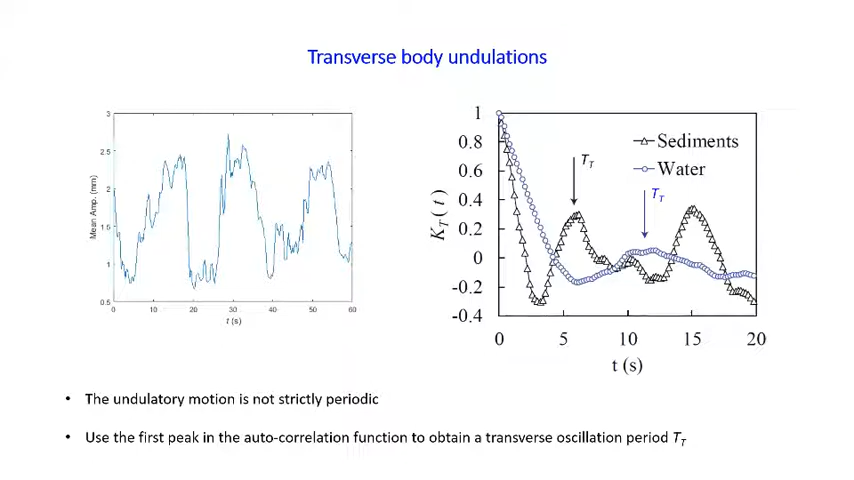 Transverse body undulations
3
2.5
2
1.5
1
0.5
Mean Amp. (mm)
0 10 20 30 40 50 60
t (s)
1
0.8
0.6
0.4
0.2
0
-0.2
-0.4
K_T(t)
Sediments
Water
T_T
T_T
0 5 10 15 20
t (s)
• The undulatory motion is not strictly periodic
• Use the first peak in the auto-correlation function to obtain a transverse oscillation period T_T